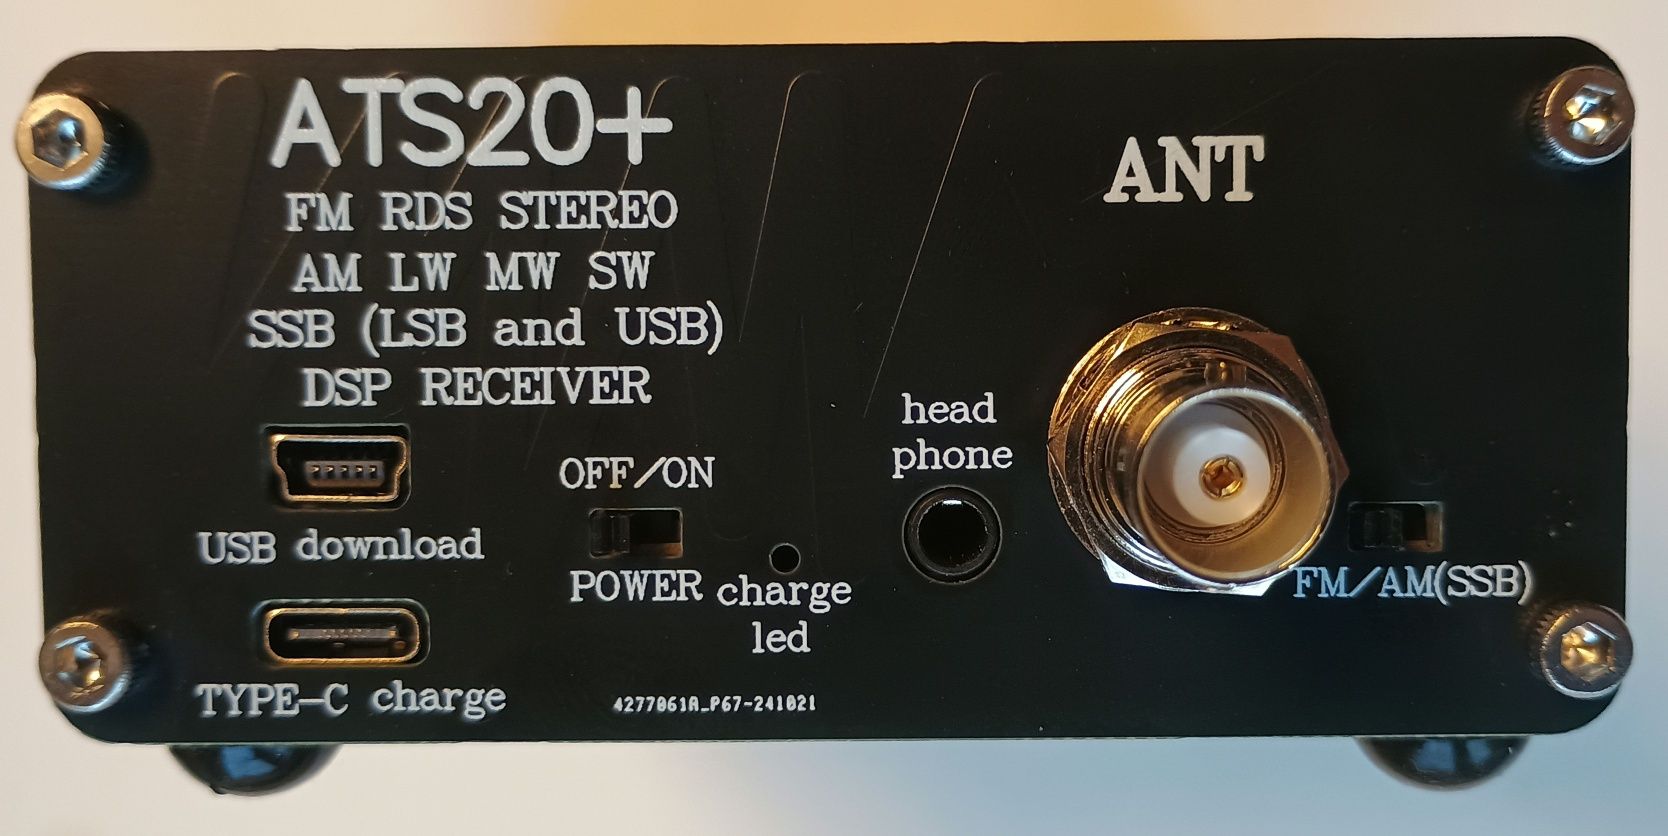 ATS20+
FM RDS STEREO
AM LW MW SW
SSB (LSB and USB)
DSP RECEIVER
USB download
TYPE-C charge
OFF/ON
POWER
charge
led
head
phone
ANT
FM/AM(SSB)
4277061A_P67-241021